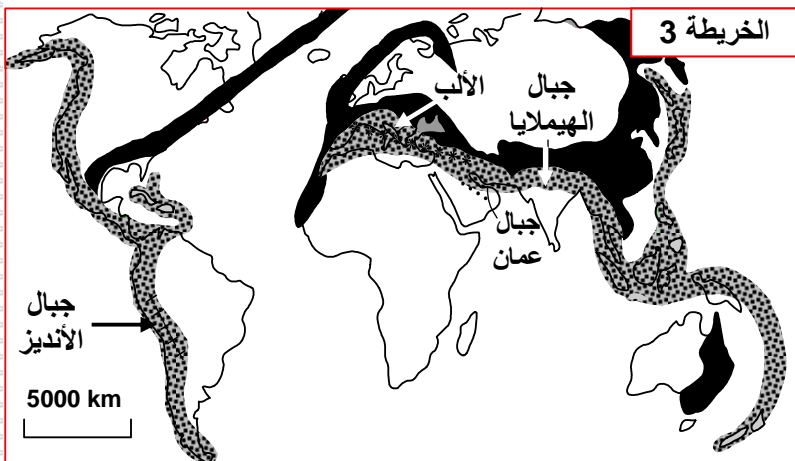 الخريطة 3
الألب
جبال
الهيملايا
جبال
عمان
جبال
الأنديز
5000 km